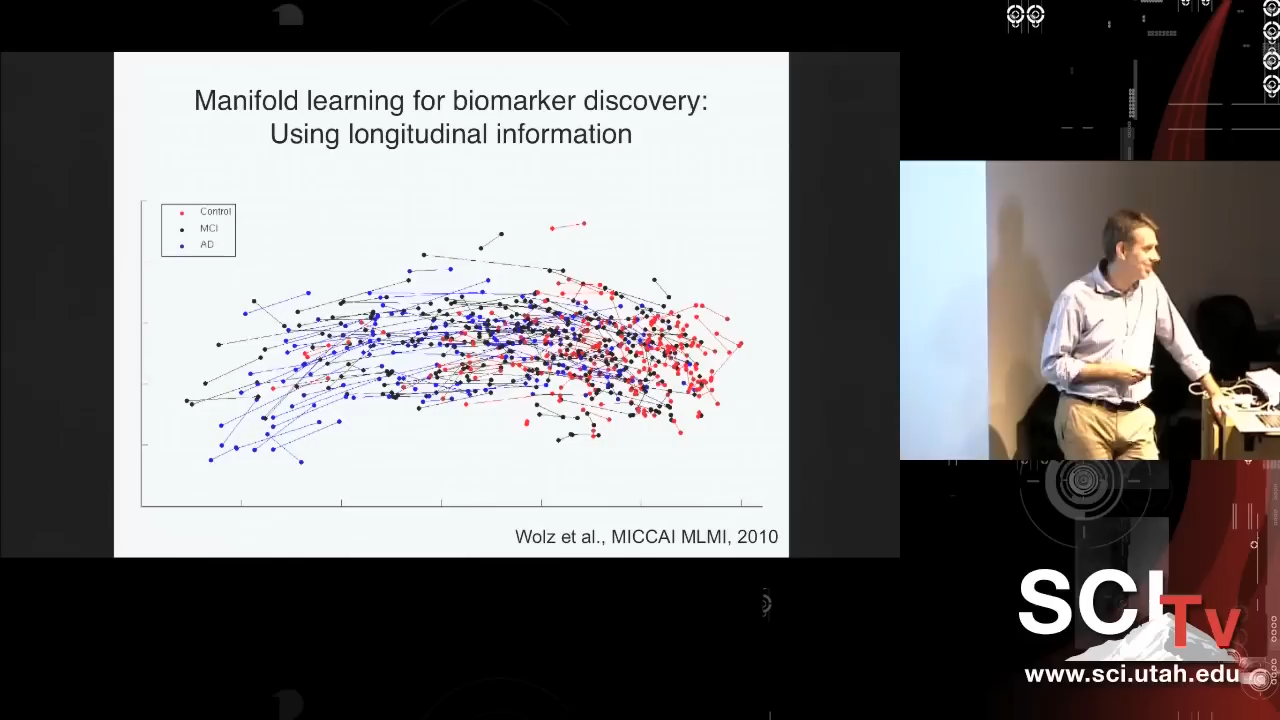 Manifold learning for biomarker discovery:
Using longitudinal information
Control
MCI
AD
Wolz et al., MICCAI MLMI, 2010
SCI
TV
www.sci.utah.edu